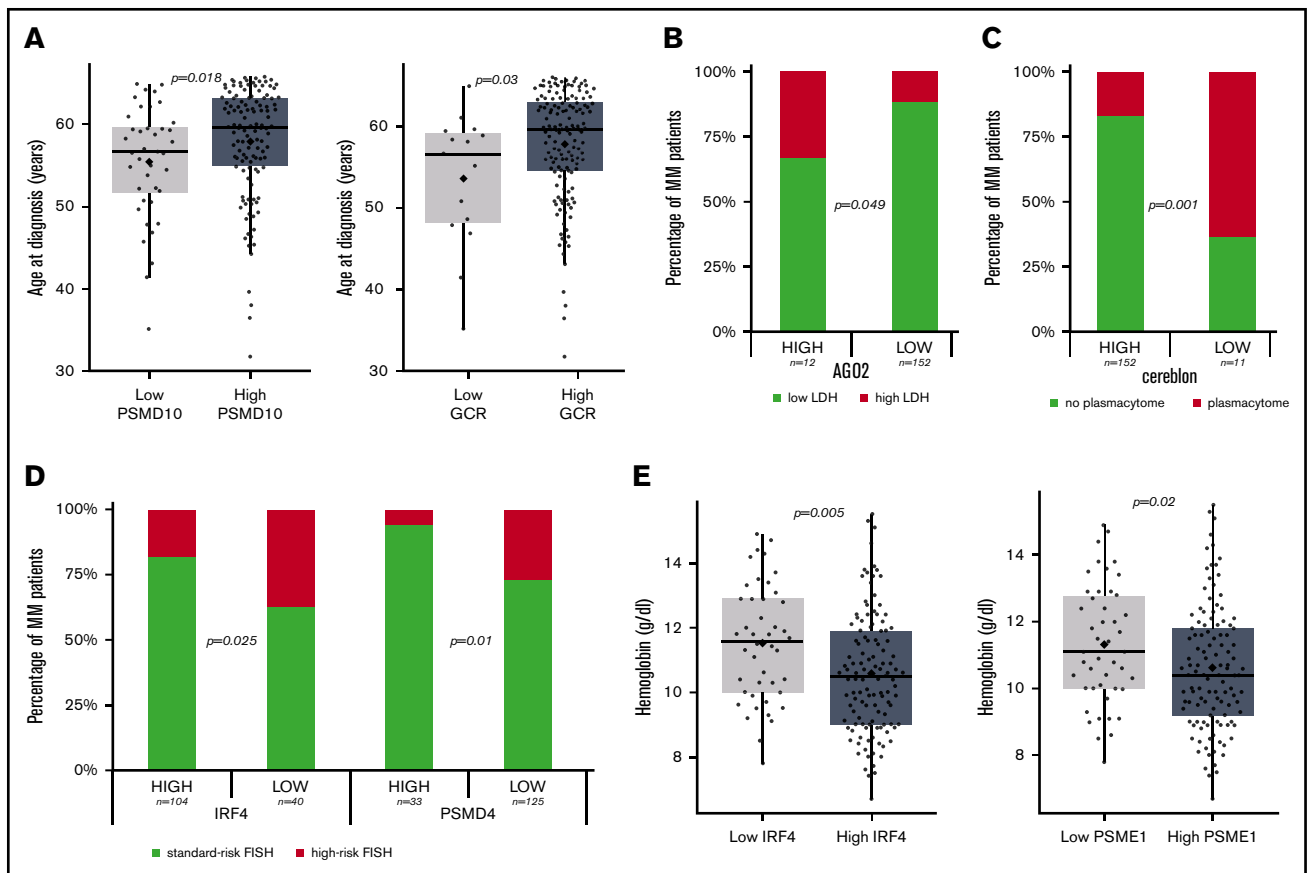 A
Age at diagnosis (years)
60
50
40
30
p=0.018
Low
PSMD10
High
PSMD10
Age at diagnosis (years)
60
50
40
30
p=0.03
Low
GCR
High
GCR
B
Percentage of MM patients
100%
75%
50%
25%
0%
p=0.049
HIGH
n=12
LOW
n=152
AGO2
low LDH
high LDH
C
Percentage of MM patients
100%
75%
50%
25%
0%
p=0.001
HIGH
n=152
LOW
n=11
cereblon
no plasmacytome
plasmacytome
D
Percentage of MM patients
100%
75%
50%
25%
0%
p=0.025
p=0.01
HIGH
n=104
LOW
n=40
HIGH
n=33
LOW
n=125
IRF4
PSMD4
standard-risk FISH
high-risk FISH
E
Hemoglobin (g/dl)
14
12
10
8
p=0.005
Low IRF4
High IRF4
Hemoglobin (g/dl)
14
12
10
8
p=0.02
Low PSME1
High PSME1